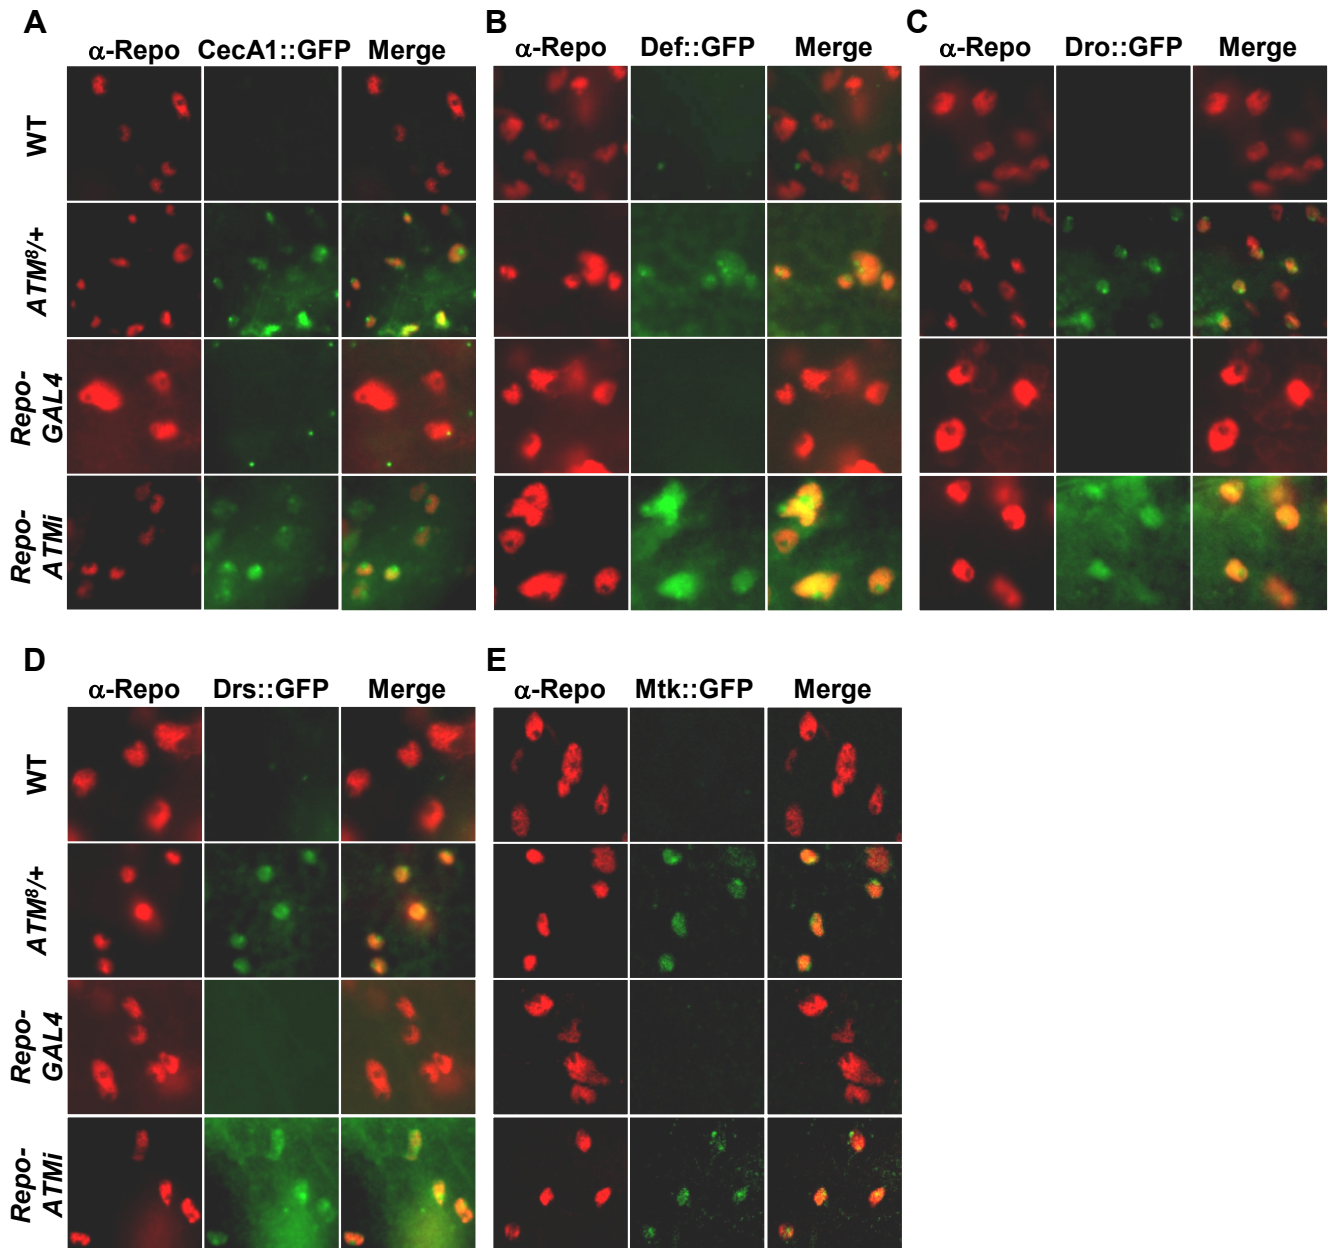 A
α-Repo CecA1::GFP Merge
WT
ATM⁸/+
Repo-
GAL4
Repo-
ATMi
B
α-Repo Def::GFP Merge
C
α-Repo Dro::GFP Merge
D
α-Repo Drs::GFP Merge
WT
ATM⁸/+
Repo-
GAL4
Repo-
ATMi
E
α-Repo Mtk::GFP Merge